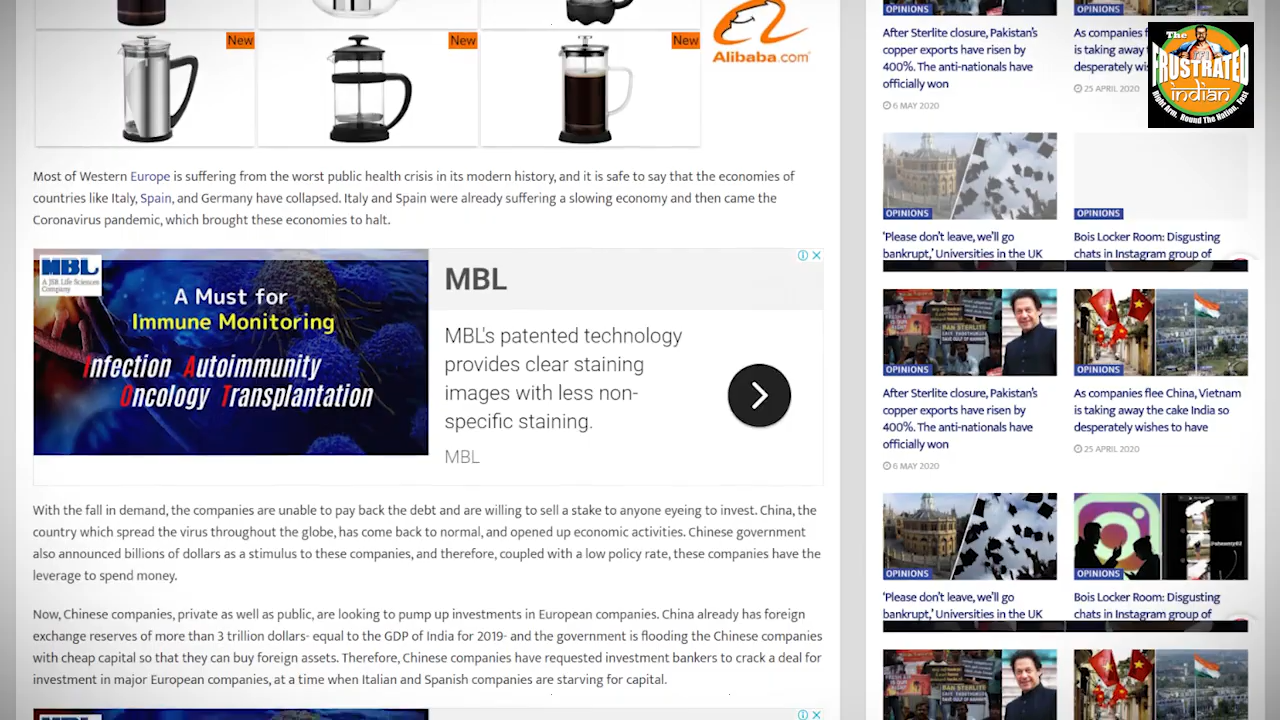 New
New
New
Alibaba.com
Most of Western Europe is suffering from the worst public health crisis in its modern history, and it is safe to say that the economies of
countries like Italy, Spain, and Germany have collapsed. Italy and Spain were already suffering a slowing economy and then came the
Coronavirus pandemic, which brought these economies to halt.
MBL
A JSR Life Sciences
Company
A Must for
Immune Monitoring
Infection Autoimmunity
Oncology Transplantation
MBL
MBL's patented technology
provides clear staining
images with less non-
specific staining.
MBL
With the fall in demand, the companies are unable to pay back the debt and are willing to sell a stake to anyone eyeing to invest. China, the
country which spread the virus throughout the globe, has come back to normal, and opened up economic activities. Chinese government
also announced billions of dollars as a stimulus to these companies, and therefore, coupled with a low policy rate, these companies have the
leverage to spend money.
Now, Chinese companies, private as well as public, are looking to pump up investments in European companies. China already has foreign
exchange reserves of more than 3 trillion dollars- equal to the GDP of India for 2019- and the government is flooding the Chinese companies
with cheap capital so that they can buy foreign assets. Therefore, Chinese companies have requested investment bankers to crack a deal for
investment in major European companies, at a time when Italian and Spanish companies are starving for capital.
OPINIONS
OPINIONS
After Sterlite closure, Pakistan's
copper exports have risen by
400%. The anti-nationals have
officially won
6 MAY 2020
As companies
is taking away
desperately
25 APRIL 2020
The
FRUSTRATED
indian
Right Arm, Round The Nation, Fast
OPINIONS
'Please don't leave, we'll go
bankrupt,' Universities in the UK
OPINIONS
Bois Locker Room: Disgusting
chats in Instagram group of
BAN STERLITE
OPINIONS
After Sterlite closure, Pakistan's
copper exports have risen by
400%. The anti-nationals have
officially won
6 MAY 2020
OPINIONS
As companies flee China, Vietnam
is taking away the cake India so
desperately wishes to have
25 APRIL 2020
OPINIONS
'Please don't leave, we'll go
bankrupt,' Universities in the UK
OPINIONS
Bois Locker Room: Disgusting
chats in Instagram group of
BAN STERLITE